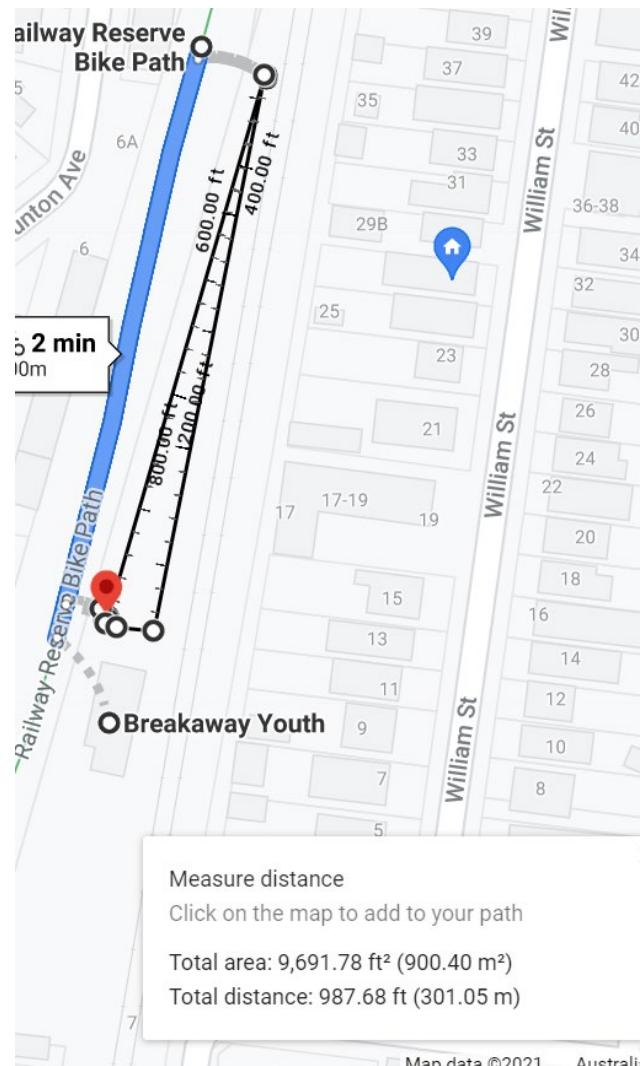 ailway Reserve
Bike Path
39
Wil
37
42
35
40
6A
33
400.00 ft
William St
31
unton Ave
600.00 ft
36-38
29B
34
6
32
25
30
2 min
23
28
00m
200.00 ft
26
21
800.00 ft
William St
24
22
17-19
17
19
20
Railway Reserve Bike Path
18
15
16
13
14
11
12
Breakaway Youth
9
10
William St
7
8
5
Measure distance
Click on the map to add to your path
Total area: 9,691.78 ft² (900.40 m²)
Total distance: 987.68 ft (301.05 m)
7
Map data ©2021 Australi